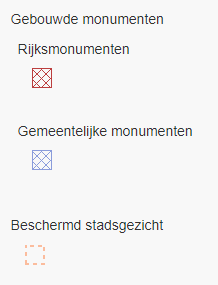 Gebouwde monumenten
Rijksmonumenten
Gemeentelijke monumenten
Beschermd stadsgezicht